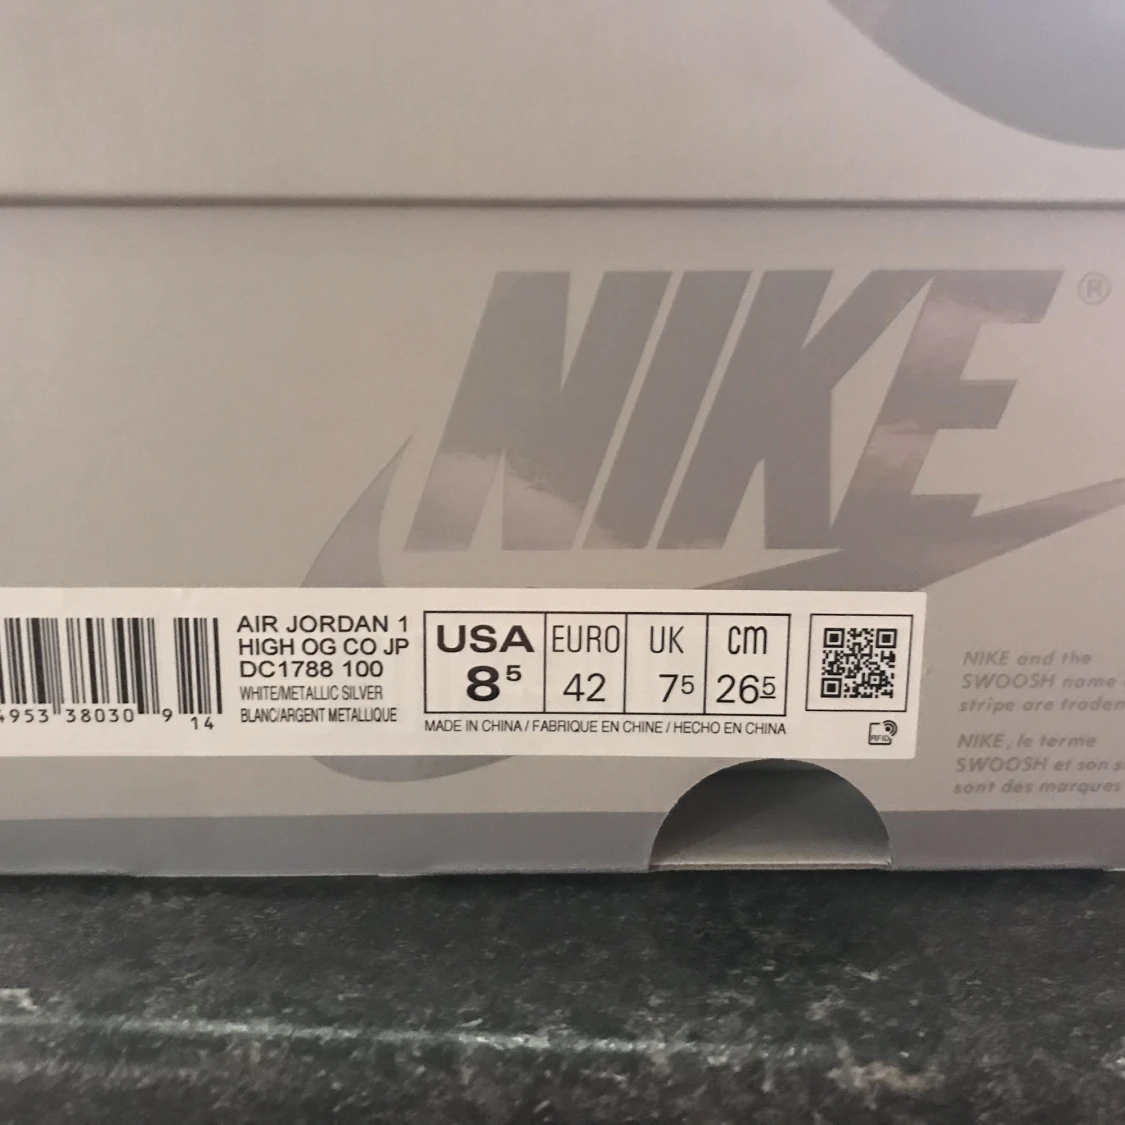 NIKE ®
4953 38030 9 14
AIR JORDAN 1
HIGH OG CO JP
DC1788 100
WHITE/METALLIC SILVER
BLANC/ARGENT METALLIQUE
USA EURO UK cm
8⁵ 42 7⁵ 26⁵
MADE IN CHINA / FABRIQUE EN CHINE / HECHO EN CHINA
RFID
NIKE and the
SWOOSH name
stripe are
NIKE, le terme
SWOOSH et son
sont des marques